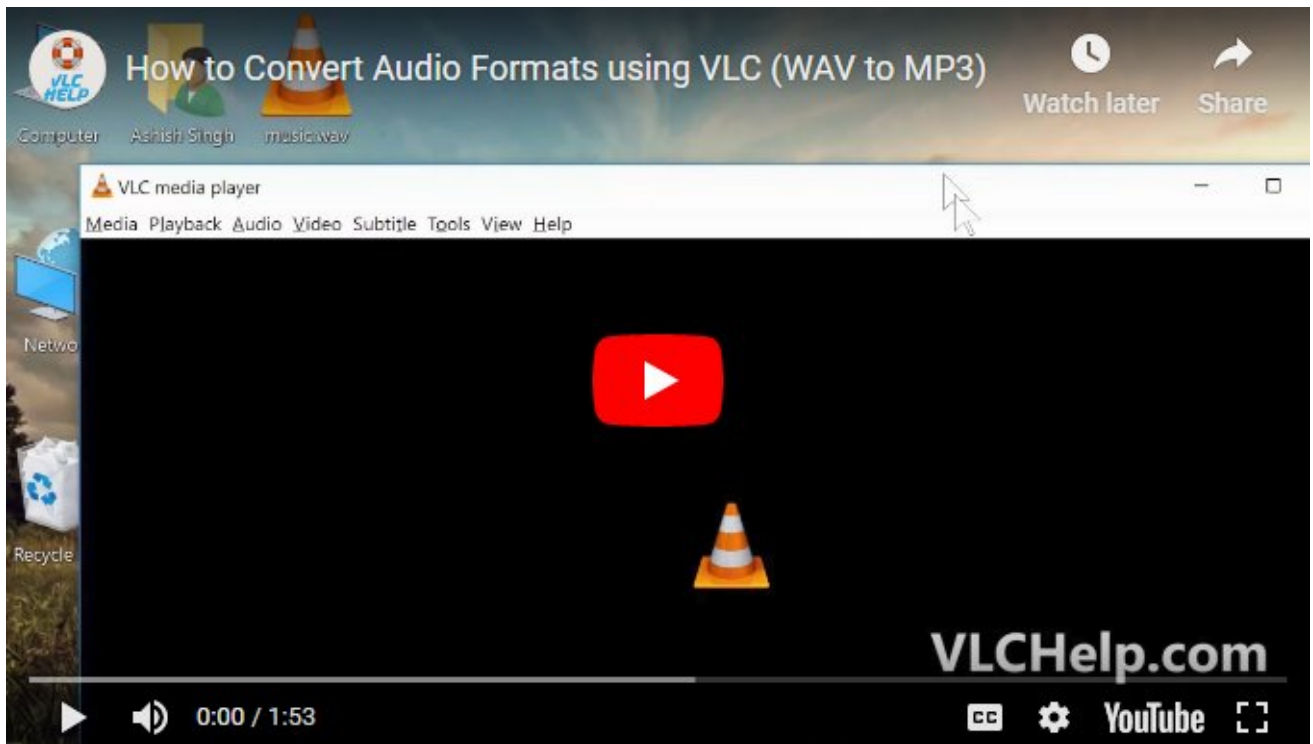 VLC
HELP
How to Convert Audio Formats using VLC (WAV to MP3)
Watch later
Share
Computer
Ashish Singh
music.wav
VLC media player
Media Playback Audio Video Subtitle Tools View Help
Netwo
Recycle
VLCHelp.com
0:00 / 1:53
CC
YouTube